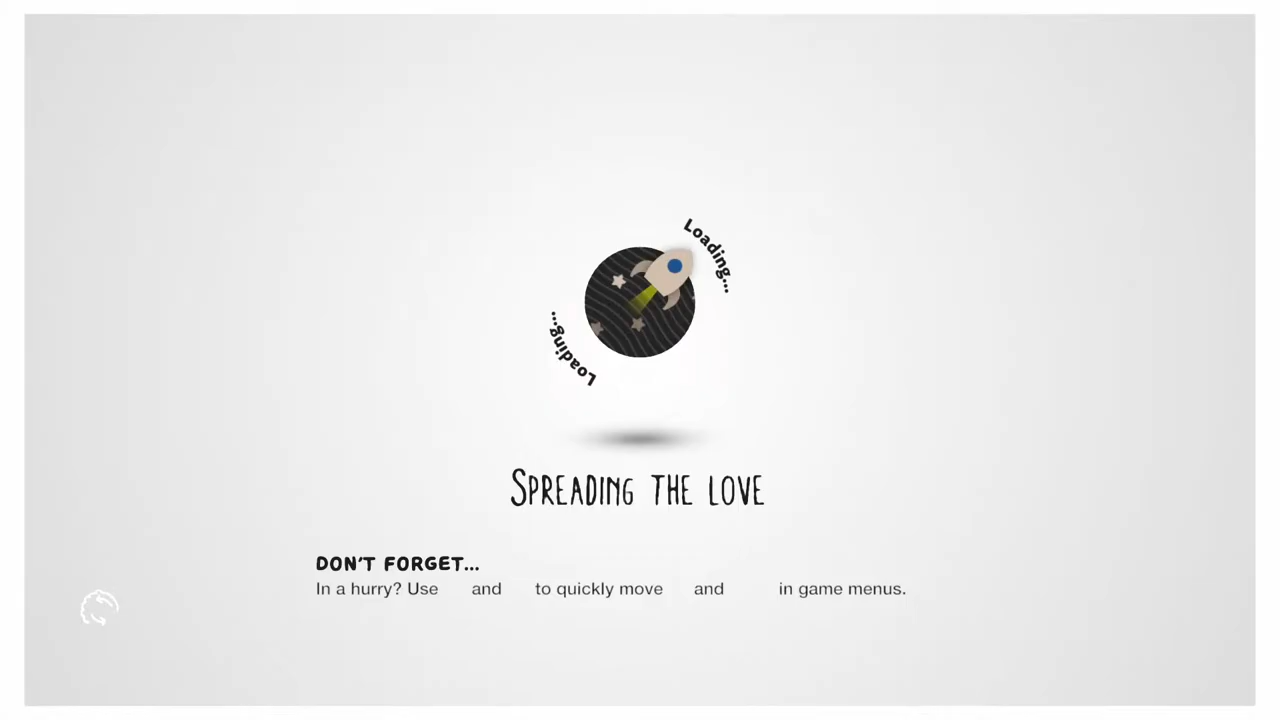 Loading...
Loading...
Spreading the love
DON'T FORGET...
In a hurry? Use and to quickly move and in game menus.